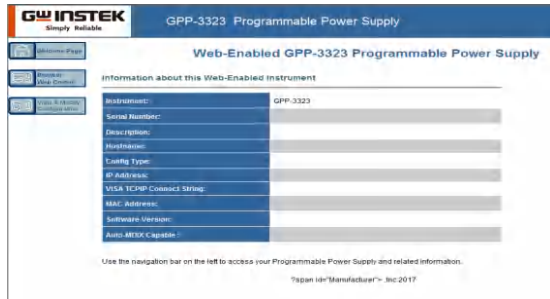 GW INSTEK
Simply Reliable
GPP-3323 Programmable Power Supply
Welcome Page
Web-Enabled GPP-3323 Programmable Power Supply
Browser
Web Control
Information about this Web-Enabled Instrument
View & Modify
Configuration
Instrument: GPP-3323
Serial Number:
Description:
Hostname:
Config Type:
IP Address:
VISA TCPIP Connect String:
MAC Address:
Software Version:
Auto-MDIX Capable :
Use the navigation bar on the left to access your Programmable Power Supply and related information.
?span id="Manufacturer"> .Inc 2017